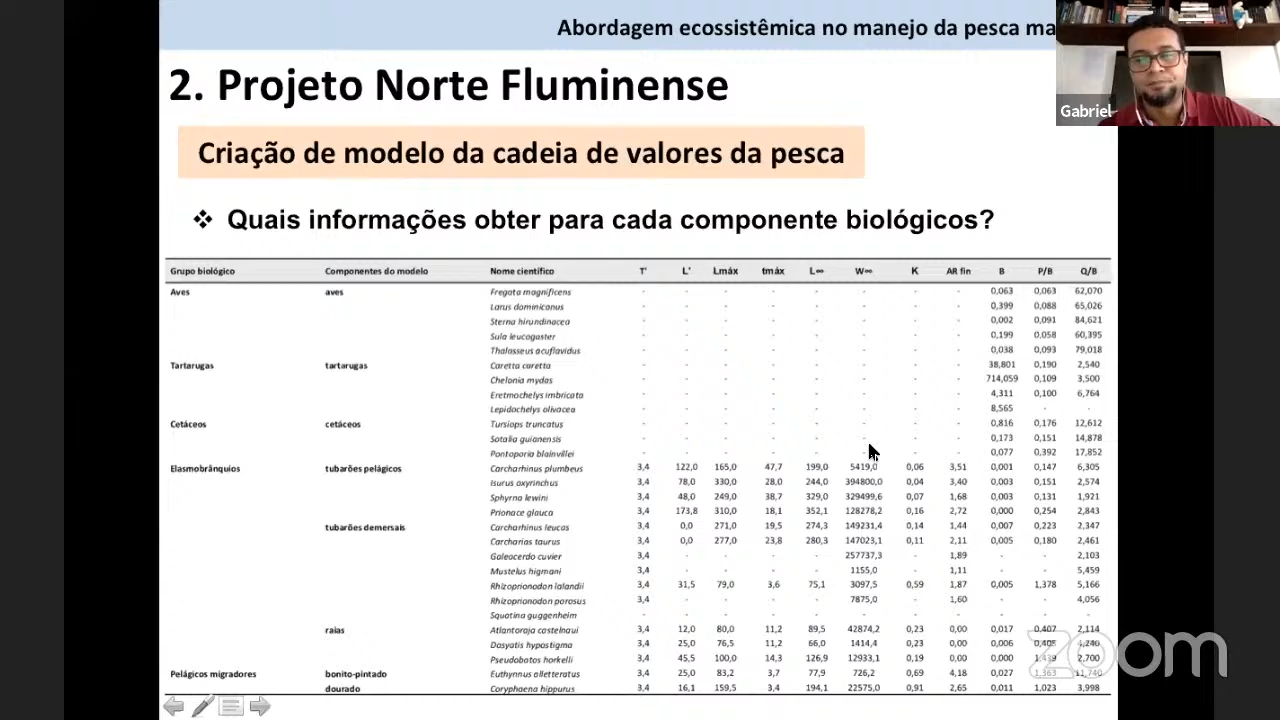 Abordagem ecossistêmica no manejo da pesca ma
Gabriel
2. Projeto Norte Fluminense
Criação de modelo da cadeia de valores da pesca
❖ Quais informações obter para cada componente biológicos?
Grupo biológico Componentes do modelo Nome científico T' L' Lmáx tmáx L∞ W∞ K AR fin B P/B Q/B
Aves aves Fregata magnificens - - - - - - - - 0,063 0,063 62,070
Larus dominicanus - - - - - - - - 0,399 0,088 65,026
Sterna hirundinacea - - - - - - - - 0,002 0,091 84,621
Sula leucogaster - - - - - - - - 0,199 0,058 60,395
Thalasseus acuflavidus - - - - - - - - 0,038 0,093 79,018
Tartarugas tartarugas Caretta caretta - - - - - - - - 38,801 0,190 2,540
Chelonia mydas - - - - - - - - 714,059 0,109 3,500
Eretmochelys imbricata - - - - - - - - 4,311 0,100 6,764
Lepidochelys olivacea - - - - - - - - 8,565 - -
Cetáceos cetáceos Tursiops truncatus - - - - - - - - 0,816 0,176 12,612
Sotalia guianensis - - - - - - - - 0,173 0,151 14,878
Pontoporia blainvillei - - - - - - - - 0,077 0,392 17,852
Elasmobrânquios tubarões pelágicos Carcharhinus plumbeus 3,4 122,0 165,0 47,7 199,0 5419,0 0,06 3,51 0,001 0,147 6,305
Isurus oxyrinchus 3,4 78,0 330,0 28,0 244,0 394800,0 0,04 3,40 0,003 0,151 2,574
Sphyrna lewini 3,4 48,0 249,0 38,7 329,0 329499,6 0,07 1,68 0,003 0,131 1,921
Prionace glauca 3,4 173,8 310,0 18,1 352,1 128278,2 0,16 2,72 0,000 0,254 2,843
tubarões demersais Carcharhinus leucas 3,4 0,0 271,0 19,5 274,3 149231,4 0,14 1,44 0,007 0,223 2,347
Carcharias taurus 3,4 0,0 277,0 23,8 280,3 147023,1 0,11 2,11 0,005 0,180 2,461
Galeocerdo cuvier 3,4 - - - - 257737,3 - 1,89 - - 2,103
Mustelus higmani 3,4 - - - - 1155,0 - 1,11 - - 5,459
Rhizoprionodon lalandii 3,4 31,5 79,0 3,6 75,1 3097,5 0,59 1,87 0,005 1,378 5,166
Rhizoprionodon porosus 3,4 - - - - 7875,0 - 1,60 - - 4,056
Squatina guggenheim - - - - - - - - - - -
raias Atlantoraja castelnaui 3,4 12,0 80,0 11,2 89,5 42874,2 0,23 0,00 0,017 0,407 2,114
Dasyatis hypostigma 3,4 25,0 76,5 11,2 66,0 1414,4 0,23 0,00 0,006 0,405 4,240
Pseudobatos horkelli 3,4 45,5 100,0 14,3 126,9 12933,1 0,19 0,00 0,000 2,700
Pelágicos migradores bonito-pintado Euthynnus alletteratus 3,4 25,0 83,2 3,7 77,9 726,2 0,69 4,18 0,027 1,363 11,740
dourado Coryphaena hippurus 3,4 16,1 159,5 3,4 194,1 22575,0 0,91 2,65 0,011 1,023 3,998
zoom